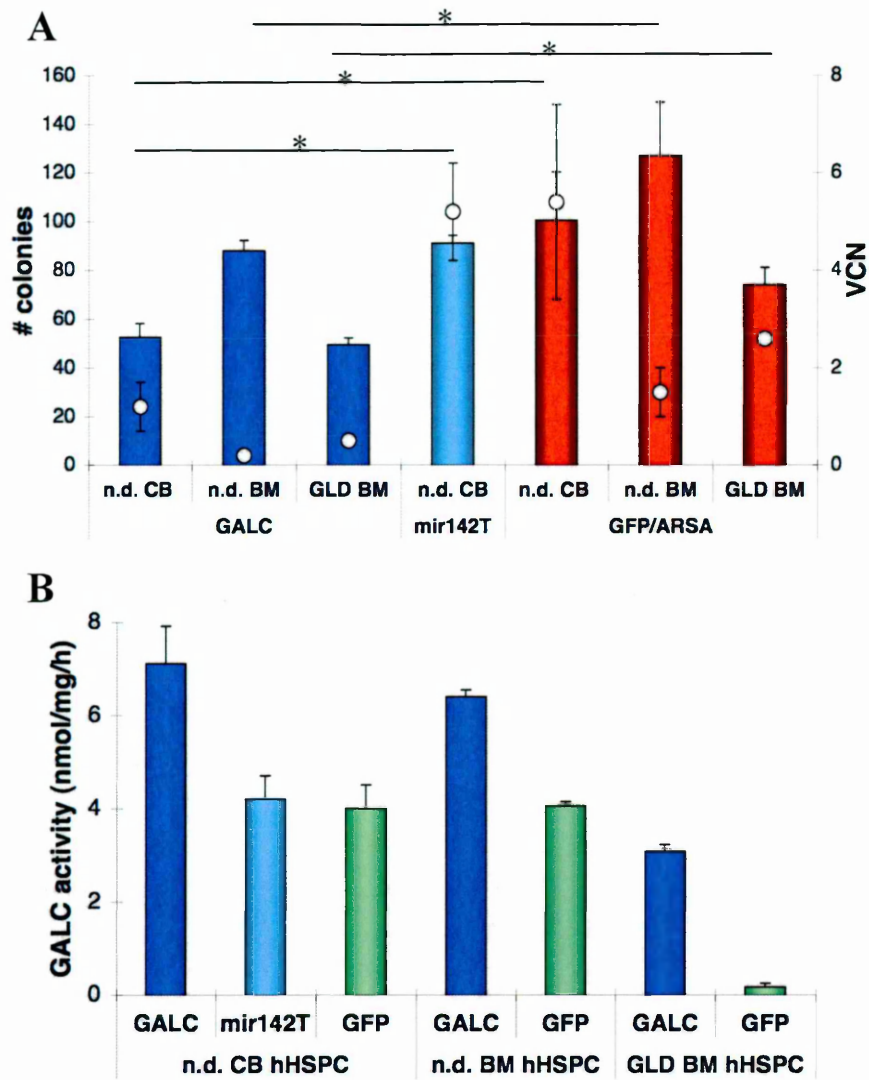 A
* * * *
160 140 120 100 80 60 40 20 0
# colonies
8 6 4 2 0
VCN
n.d. CB n.d. BM GLD BM n.d. CB n.d. CB n.d. BM GLD BM
GALC mir142T GFP/ARSA
B
8 6 4 2 0
GALC activity (nmol/mg/h)
GALC mir142T GFP GALC GFP GALC GFP
n.d. CB hHSPC n.d. BM hHSPC GLD BM hHSPC